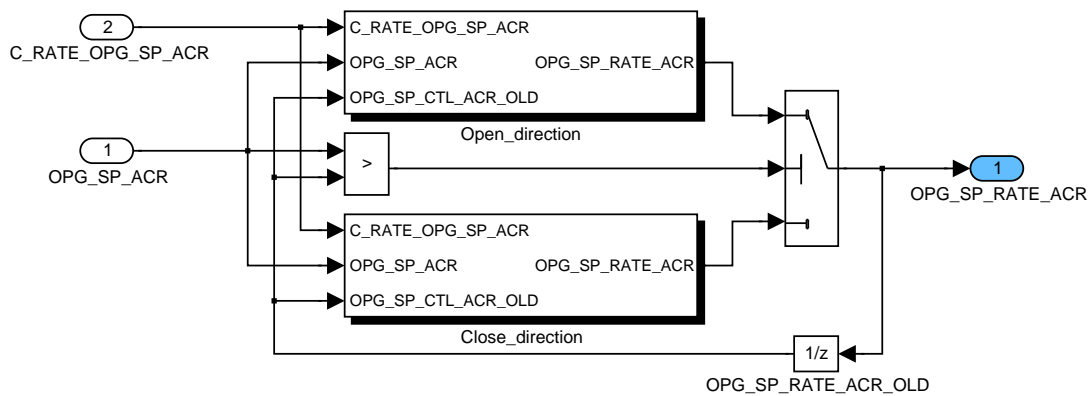 2
C_RATE_OPG_SP_ACR
1
OPG_SP_ACR
C_RATE_OPG_SP_ACR
OPG_SP_ACR
OPG_SP_CTL_ACR_OLD
OPG_SP_RATE_ACR
Open_direction
>
C_RATE_OPG_SP_ACR
OPG_SP_ACR
OPG_SP_CTL_ACR_OLD
OPG_SP_RATE_ACR
Close_direction
1
OPG_SP_RATE_ACR
1/z
OPG_SP_RATE_ACR_OLD